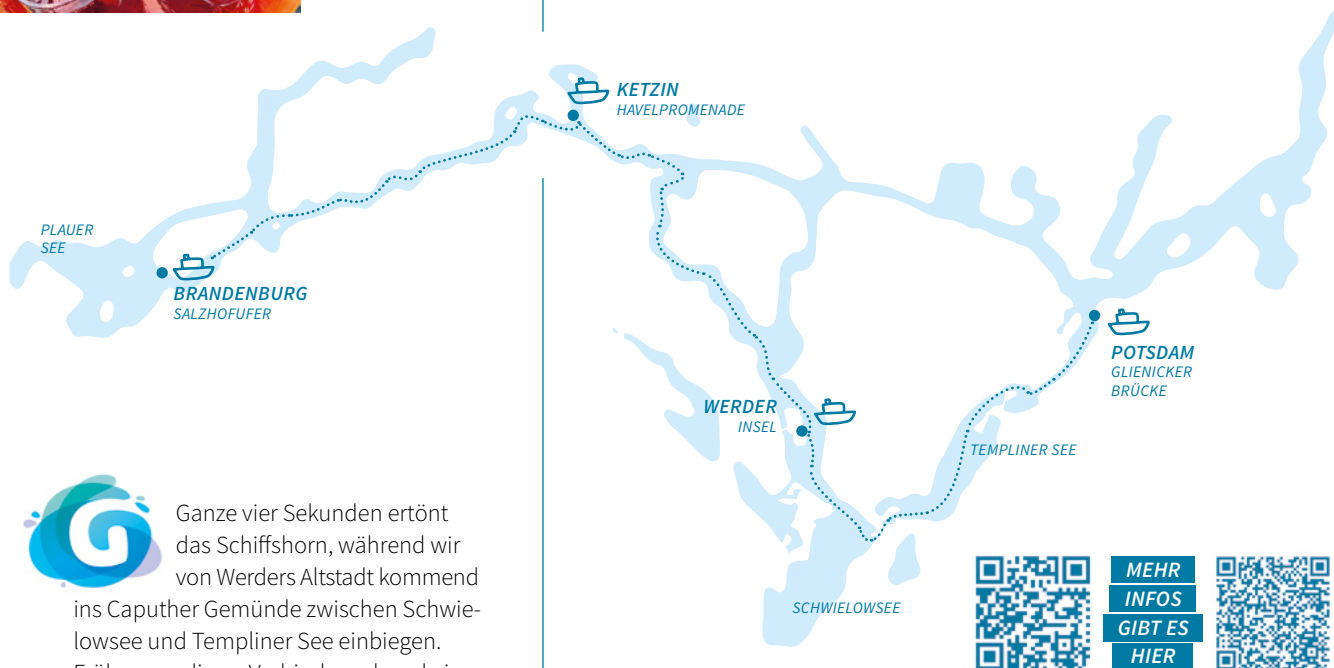 KETZIN
HAVELPROMENADE
PLAUER
SEE
BRANDENBURG
SALZHOFUFER
POTSDAM
GLIENICKER
BRÜCKE
WERDER
INSEL
TEMPLINER SEE
SCHWIELOWSEE
G
Ganze vier Sekunden ertönt
das Schiffshorn, während wir
von Werders Altstadt kommend
ins Caputher Gemünde zwischen Schwie-
lowsee und Templiner See einbiegen.
MEHR
INFOS
GIBT ES
HIER